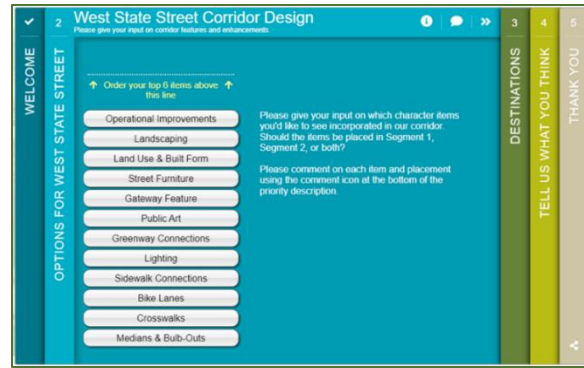 WELCOME
2
OPTIONS FOR WEST STATE STREET
West State Street Corridor Design
Please give your input on corridor features and enhancements.
Order your top 6 items above
this line
Operational Improvements
Landscaping
Land Use & Built Form
Street Furniture
Gateway Feature
Public Art
Greenway Connections
Lighting
Sidewalk Connections
Bike Lanes
Crosswalks
Medians & Bulb-Outs
Please give your input on which character items
you'd like to see incorporated in our corridor.
Should the items be placed in Segment 1,
Segment 2, or both?
Please comment on each item and placement
using the comment icon at the bottom of the
priority description.
3
DESTINATIONS
4
TELL US WHAT YOU THINK
5
THANK YOU